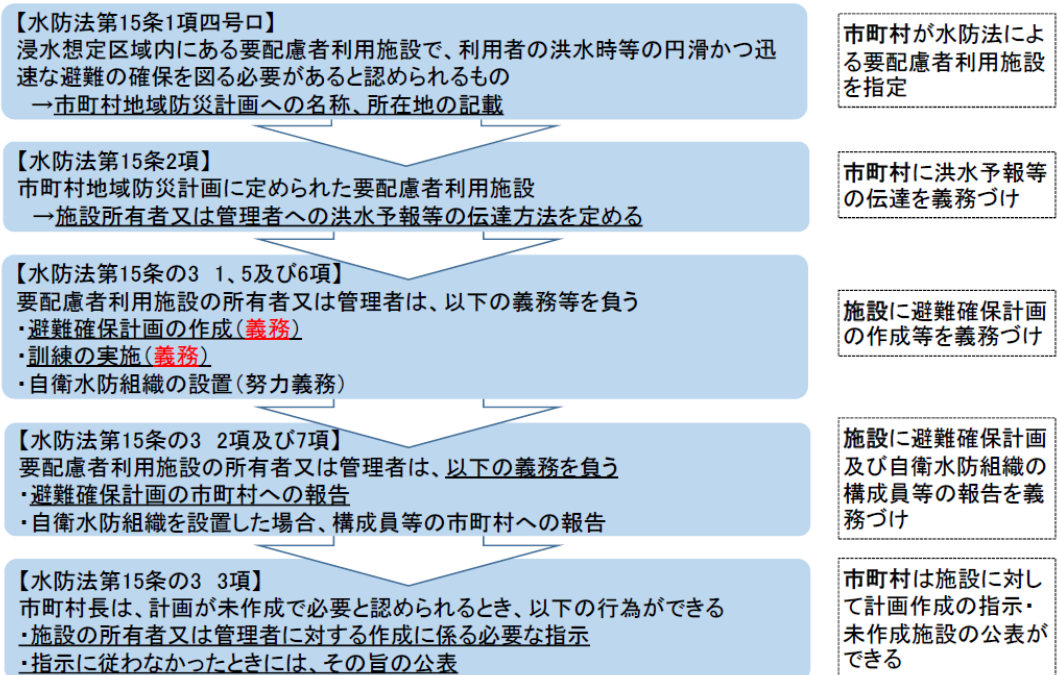 【水防法第15条1項四号ロ】
浸水想定区域内にある要配慮者利用施設で、利用者の洪水時等の円滑かつ迅
速な避難の確保を図る必要があると認められるもの
→市町村地域防災計画への名称、所在地の記載
市町村が水防法によ
る要配慮者利用施設
を指定
【水防法第15条2項】
市町村地域防災計画に定められた要配慮者利用施設
→施設所有者又は管理者への洪水予報等の伝達方法を定める
市町村に洪水予報等
の伝達を義務づけ
【水防法第15条の3 1、5及び6項】
要配慮者利用施設の所有者又は管理者は、以下の義務等を負う
・避難確保計画の作成(義務)
・訓練の実施(義務)
・自衛水防組織の設置(努力義務)
施設に避難確保計画
の作成等を義務づけ
【水防法第15条の3 2項及び7項】
要配慮者利用施設の所有者又は管理者は、以下の義務を負う
・避難確保計画の市町村への報告
・自衛水防組織を設置した場合、構成員等の市町村への報告
施設に避難確保計画
及び自衛水防組織の
構成員等の報告を義
務づけ
【水防法第15条の3 3項】
市町村長は、計画が未作成で必要と認められるとき、以下の行為ができる
・施設の所有者又は管理者に対する作成に係る必要な指示
・指示に従わなかったときには、その旨の公表
市町村は施設に対し
て計画作成の指示・
未作成施設の公表が
できる